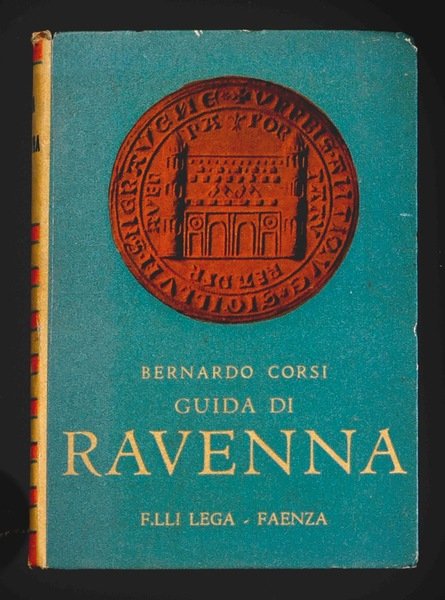 BERNARDO CORSI
GUIDA DI
RAVENNA
F.LLI LEGA - FAENZA